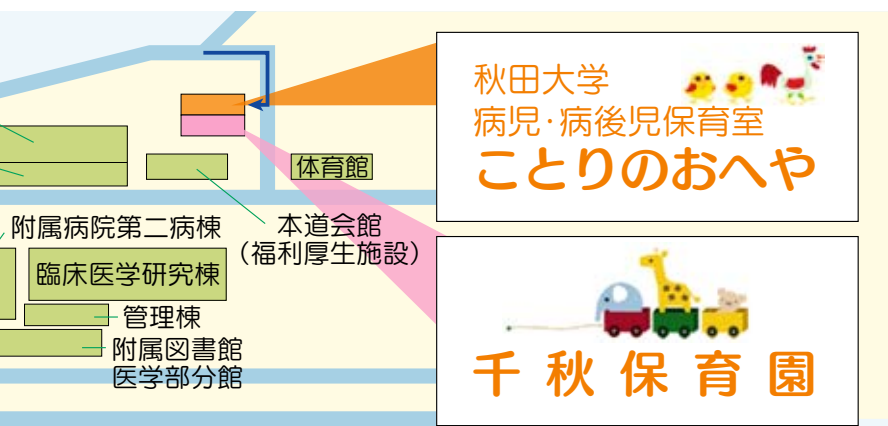 秋田大学
病児・病後児保育室
ことりのおへや
体育館
附属病院第二病棟
本道会館
（福利厚生施設）
臨床医学研究棟
管理棟
附属図書館
医学部分館
千秋保育園